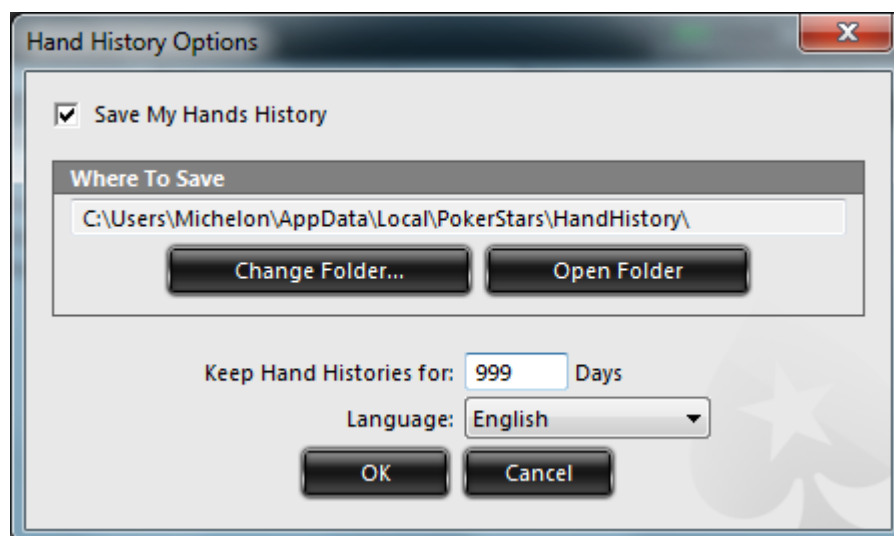 Hand History Options
Save My Hands History
Where To Save
C:\Users\Michelon\AppData\Local\PokerStars\HandHistory\
Change Folder... Open Folder
Keep Hand Histories for: 999 Days
Language: English
OK Cancel